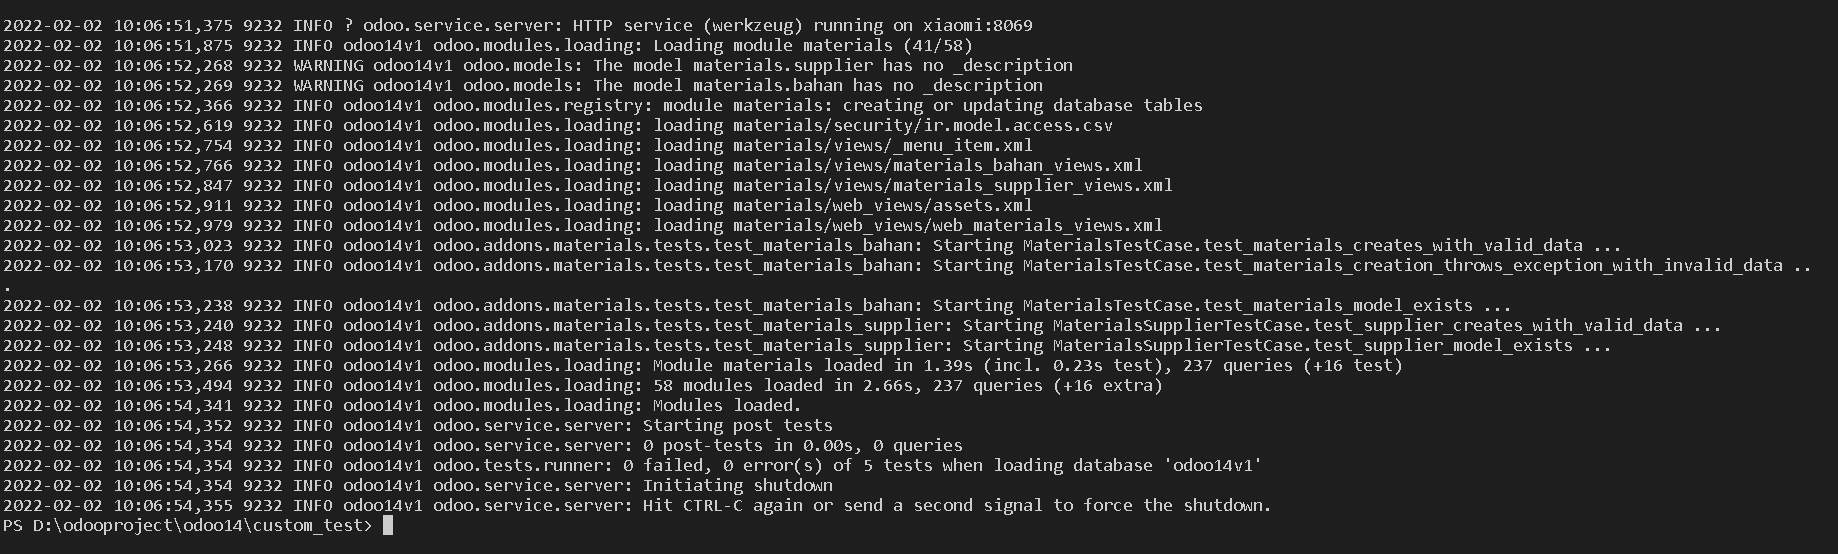 2022-02-02 10:06:51,375 9232 INFO ? odoo.service.server: HTTP service (werkzeug) running on xiaomi:8069
2022-02-02 10:06:51,875 9232 INFO odoo14v1 odoo.modules.loading: Loading module materials (41/58)
2022-02-02 10:06:52,268 9232 WARNING odoo14v1 odoo.models: The model materials.supplier has no _description
2022-02-02 10:06:52,269 9232 WARNING odoo14v1 odoo.models: The model materials.bahan has no _description
2022-02-02 10:06:52,366 9232 INFO odoo14v1 odoo.modules.registry: module materials: creating or updating database tables
2022-02-02 10:06:52,619 9232 INFO odoo14v1 odoo.modules.loading: loading materials/security/ir.model.access.csv
2022-02-02 10:06:52,754 9232 INFO odoo14v1 odoo.modules.loading: loading materials/views/_menu_item.xml
2022-02-02 10:06:52,766 9232 INFO odoo14v1 odoo.modules.loading: loading materials/views/materials_bahan_views.xml
2022-02-02 10:06:52,847 9232 INFO odoo14v1 odoo.modules.loading: loading materials/views/materials_supplier_views.xml
2022-02-02 10:06:52,911 9232 INFO odoo14v1 odoo.modules.loading: loading materials/web_views/assets.xml
2022-02-02 10:06:52,979 9232 INFO odoo14v1 odoo.modules.loading: loading materials/web_views/web_materials_views.xml
2022-02-02 10:06:53,023 9232 INFO odoo14v1 odoo.addons.materials.tests.test_materials_bahan: Starting MaterialsTestCase.test_materials_creates_with_valid_data ...
2022-02-02 10:06:53,170 9232 INFO odoo14v1 odoo.addons.materials.tests.test_materials_bahan: Starting MaterialsTestCase.test_materials_creation_throws_exception_with_invalid_data ..
.
2022-02-02 10:06:53,238 9232 INFO odoo14v1 odoo.addons.materials.tests.test_materials_bahan: Starting MaterialsTestCase.test_materials_model_exists ...
2022-02-02 10:06:53,240 9232 INFO odoo14v1 odoo.addons.materials.tests.test_materials_supplier: Starting MaterialsSupplierTestCase.test_supplier_creates_with_valid_data ...
2022-02-02 10:06:53,248 9232 INFO odoo14v1 odoo.addons.materials.tests.test_materials_supplier: Starting MaterialsSupplierTestCase.test_supplier_model_exists ...
2022-02-02 10:06:53,266 9232 INFO odoo14v1 odoo.modules.loading: Module materials loaded in 1.39s (incl. 0.23s test), 237 queries (+16 test)
2022-02-02 10:06:53,494 9232 INFO odoo14v1 odoo.modules.loading: 58 modules loaded in 2.66s, 237 queries (+16 extra)
2022-02-02 10:06:54,341 9232 INFO odoo14v1 odoo.modules.loading: Modules loaded.
2022-02-02 10:06:54,352 9232 INFO odoo14v1 odoo.service.server: Starting post tests
2022-02-02 10:06:54,354 9232 INFO odoo14v1 odoo.service.server: 0 post-tests in 0.00s, 0 queries
2022-02-02 10:06:54,354 9232 INFO odoo14v1 odoo.tests.runner: 0 failed, 0 error(s) of 5 tests when loading database 'odoo14v1'
2022-02-02 10:06:54,354 9232 INFO odoo14v1 odoo.service.server: Initiating shutdown
2022-02-02 10:06:54,355 9232 INFO odoo14v1 odoo.service.server: Hit CTRL-C again or send a second signal to force the shutdown.
PS D:\odooproject\odoo14\custom_test>